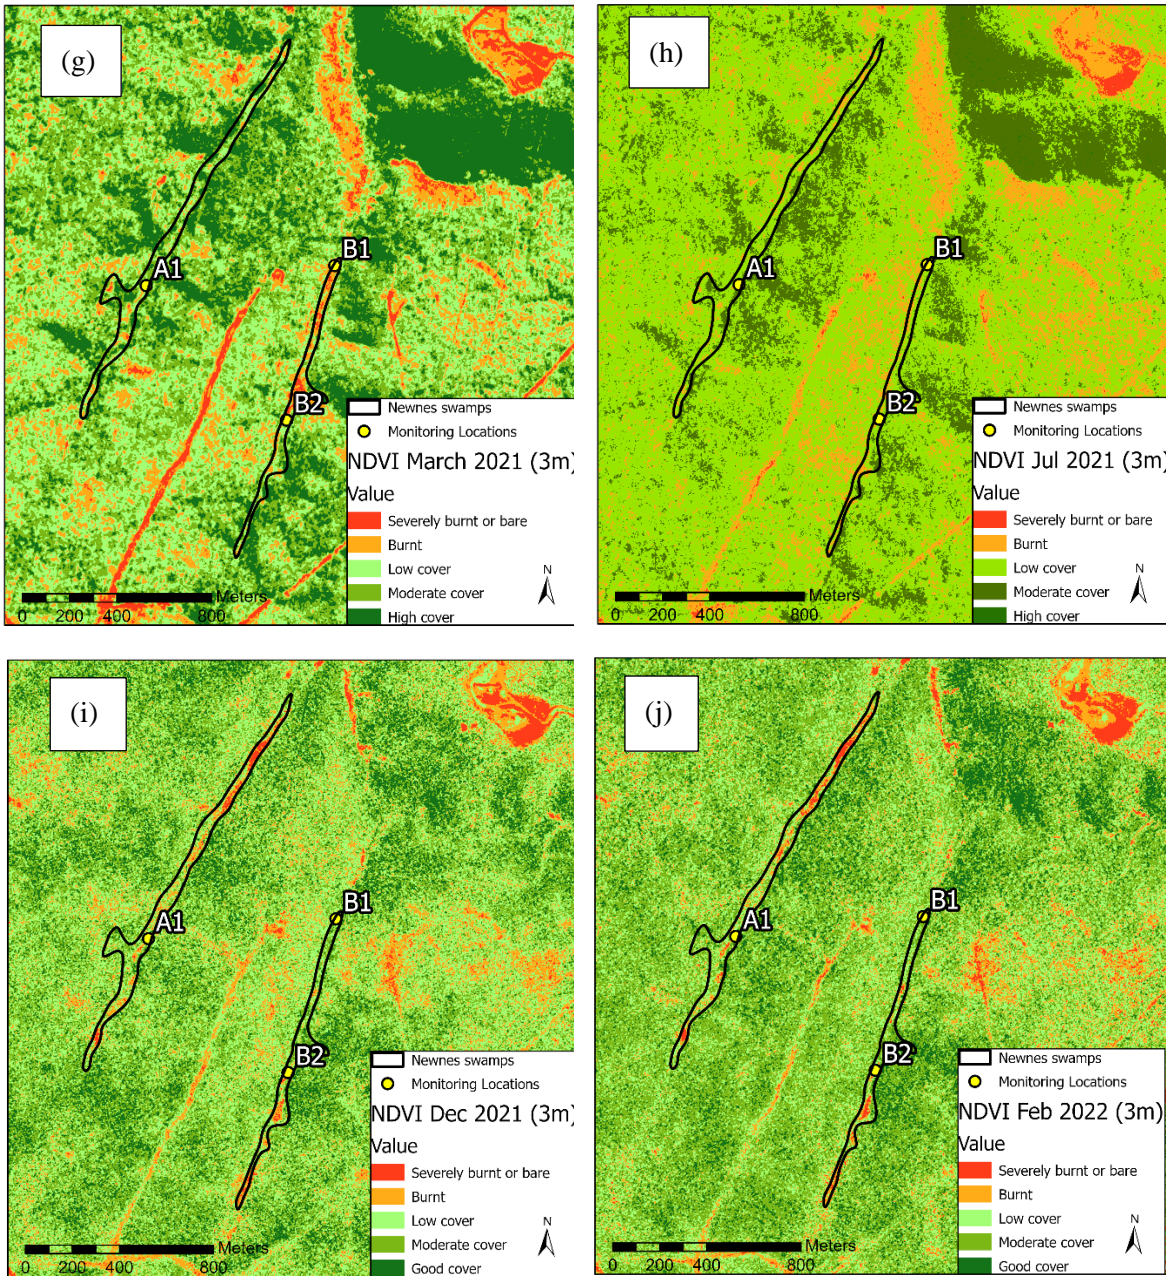 (g)
A1
B1
B2
Newnes swamps
Monitoring Locations
NDVI March 2021 (3m)
Value
Severely burnt or bare
Burnt
Low cover
Moderate cover
High cover
N
Meters
0 200 400 800
(h)
A1
B1
B2
Newnes swamps
Monitoring Locations
NDVI Jul 2021 (3m)
Value
Severely burnt or bare
Burnt
Low cover
Moderate cover
High cover
N
Meters
0 200 400 800
(i)
A1
B1
B2
Newnes swamps
Monitoring Locations
NDVI Dec 2021 (3m)
Value
Severely burnt or bare
Burnt
Low cover
Moderate cover
Good cover
N
Meters
0 200 400 800
(j)
A1
B1
B2
Newnes swamps
Monitoring Locations
NDVI Feb 2022 (3m)
Value
Severely burnt or bare
Burnt
Low cover
Moderate cover
Good cover
N
Meters
0 200 400 800